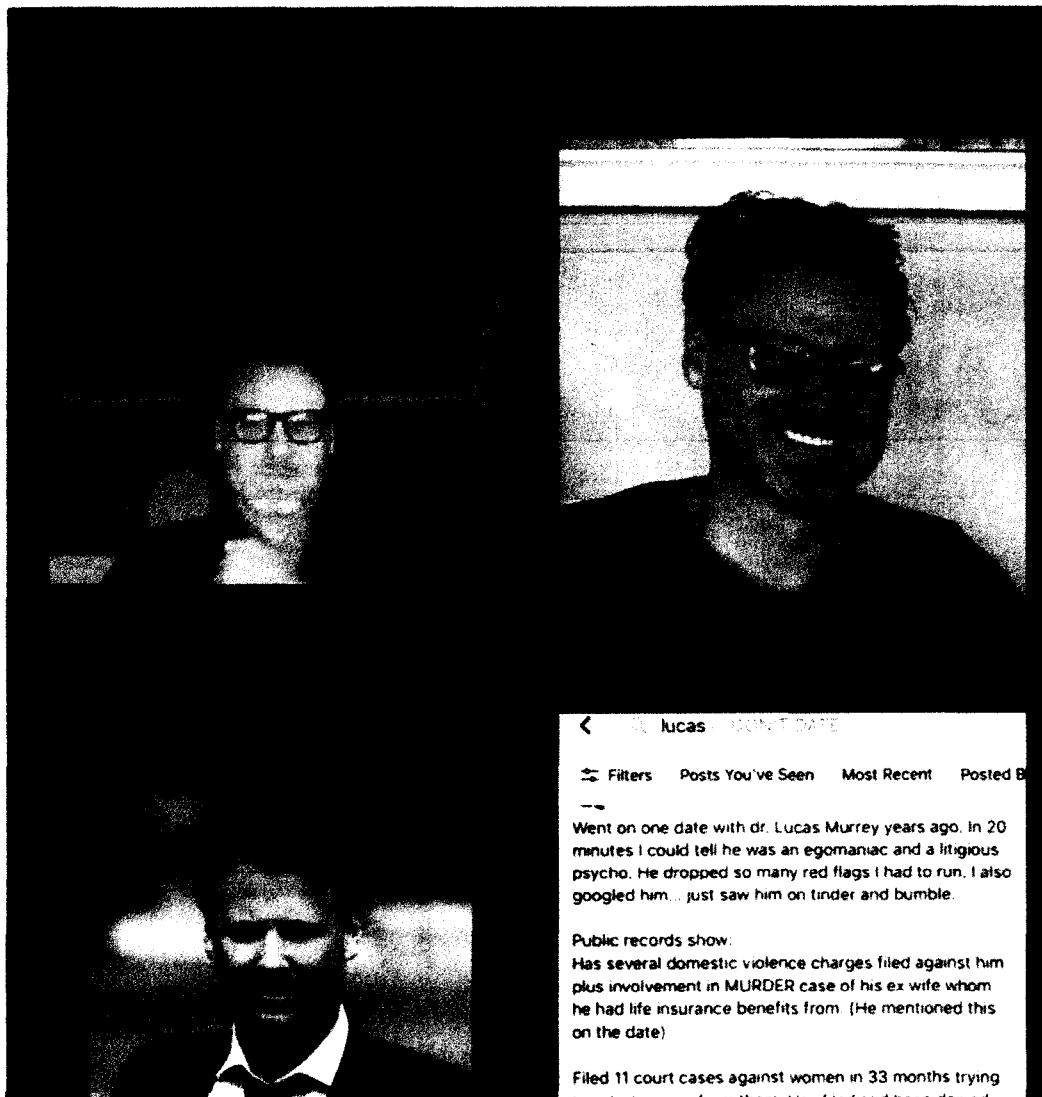 lucas DON'T DATE
Filters Posts You've Seen Most Recent Posted B
Went on one date with dr. Lucas Murrey years ago. In 20
minutes I could tell he was an egomaniac and a litigious
psycho. He dropped so many red flags I had to run. I also
googled him... just saw him on tinder and bumble.
Public records show:
Has several domestic violence charges filed against him
plus involvement in MURDER case of his ex wife whom
he had life insurance benefits from. (He mentioned this
on the date)
Filed 11 court cases against women in 33 months trying